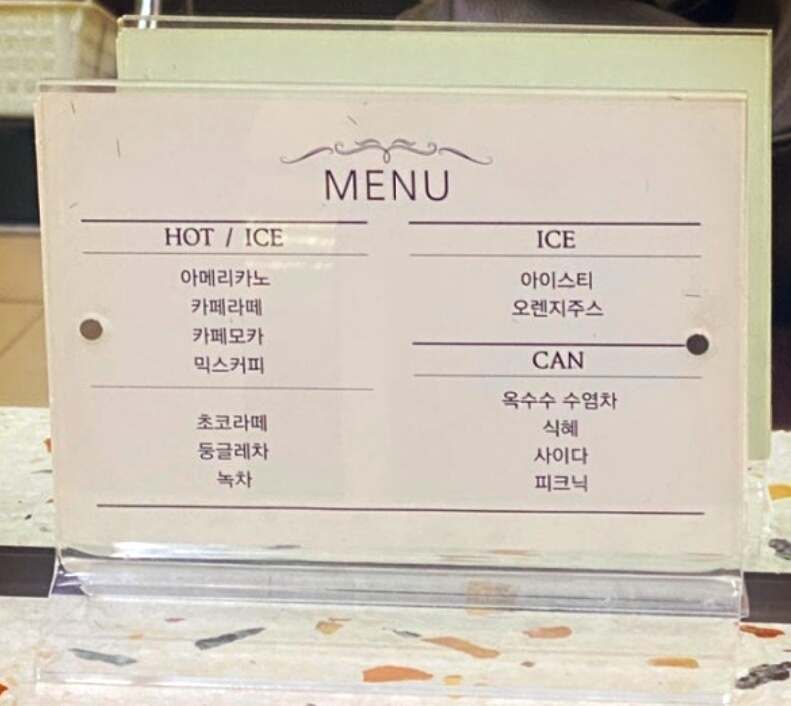 MENU
HOT / ICE
아메리카노
카페라떼
카페모카
믹스커피
초코라떼
둥글레차
녹차
ICE
아이스티
오렌지주스
CAN
옥수수 수염차
식혜
사이다
피크닉